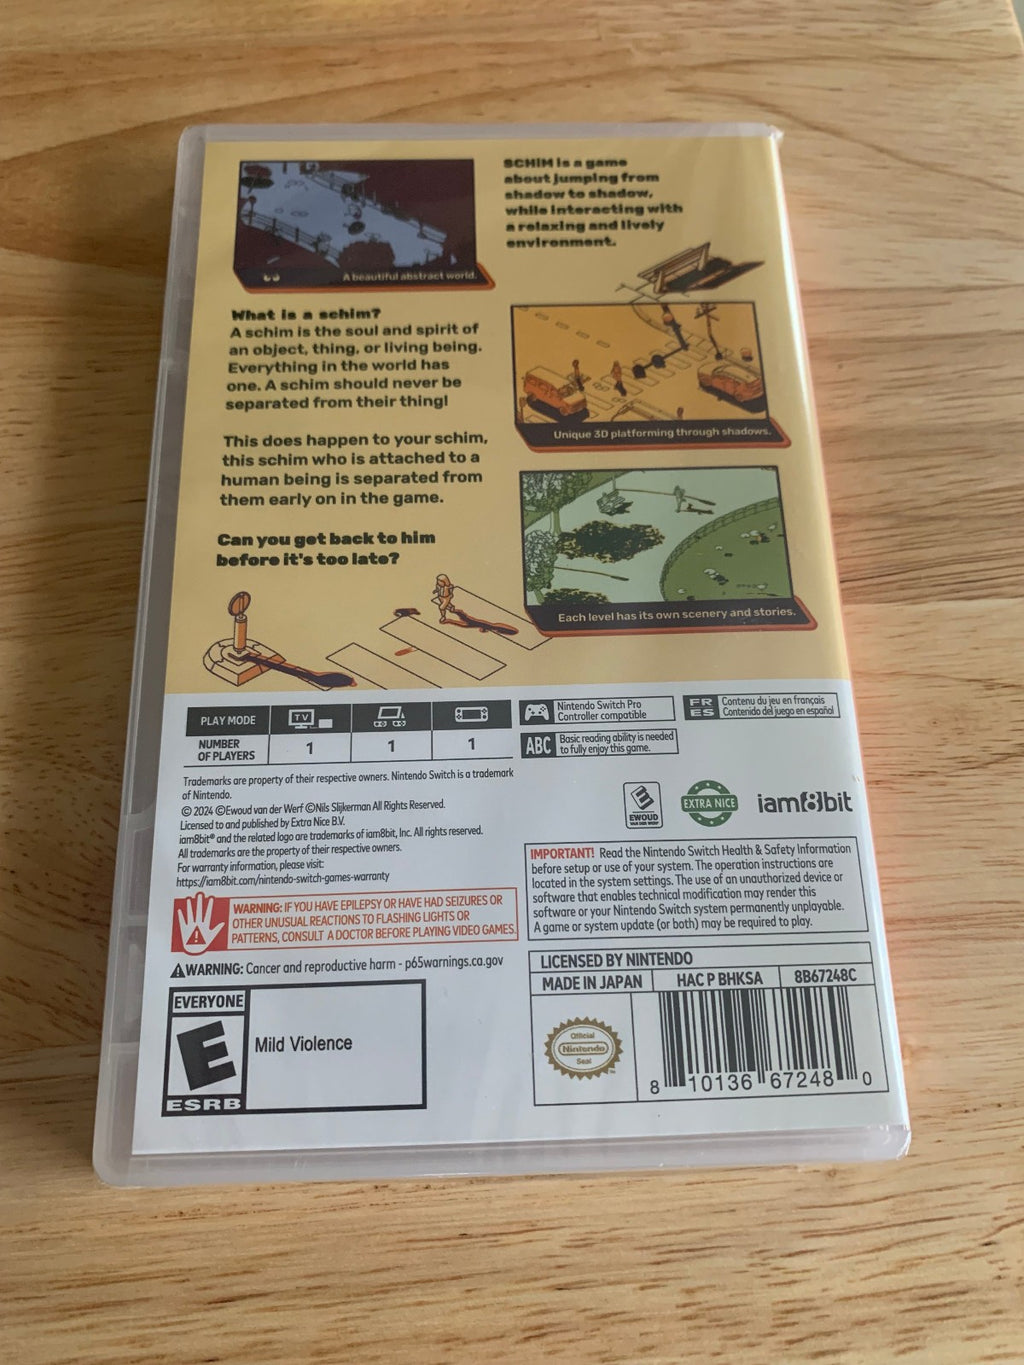 SCHiM is a game
about jumping from
shadow to shadow,
while interacting with
a relaxing and lively
environment.
A beautiful abstract world.
What is a schim?
A schim is the soul and spirit of
an object, thing, or living being.
Everything in the world has
one. A schim should never be
separated from their thing!
Unique 3D platforming through shadows.
This does happen to your schim,
this schim who is attached to a
human being is separated from
them early on in the game.
Can you get back to him
before it's too late?
Each level has its own scenery and stories.
PLAY MODE
TV
NUMBER
OF PLAYERS
1
1
1
Nintendo Switch Pro
Controller compatible
FR
ES
Contenu du jeu en français
Contenido del juego en español
ABC
Basic reading ability is needed
to fully enjoy this game.
Trademarks are property of their respective owners. Nintendo Switch is a trademark
of Nintendo.
© 2024 ©Ewoud van der Werf ©Nils Slijkerman All Rights Reserved.
Licensed to and published by Extra Nice B.V.
iam8bit® and the related logo are trademarks of iam8bit, Inc. All rights reserved.
All trademarks are the property of their respective owners.
For warranty information, please visit:
https://iam8bit.com/nintendo-switch-games-warranty
EWOUD
VAN DER WERF
EXTRA NICE
iam8bit
IMPORTANT! Read the Nintendo Switch Health & Safety Information
before setup or use of your system. The operation instructions are
located in the system settings. The use of an unauthorized device or
software that enables technical modification may render this
software or your Nintendo Switch system permanently unplayable.
A game or system update (or both) may be required to play.
WARNING: IF YOU HAVE EPILEPSY OR HAVE HAD SEIZURES OR
OTHER UNUSUAL REACTIONS TO FLASHING LIGHTS OR
PATTERNS, CONSULT A DOCTOR BEFORE PLAYING VIDEO GAMES.
WARNING: Cancer and reproductive harm - p65warnings.ca.gov
EVERYONE
E
ESRB
Mild Violence
LICENSED BY NINTENDO
MADE IN JAPAN
HAC P BHKSA
8B67248C
Official
Nintendo
Seal
8 10136 67248 0